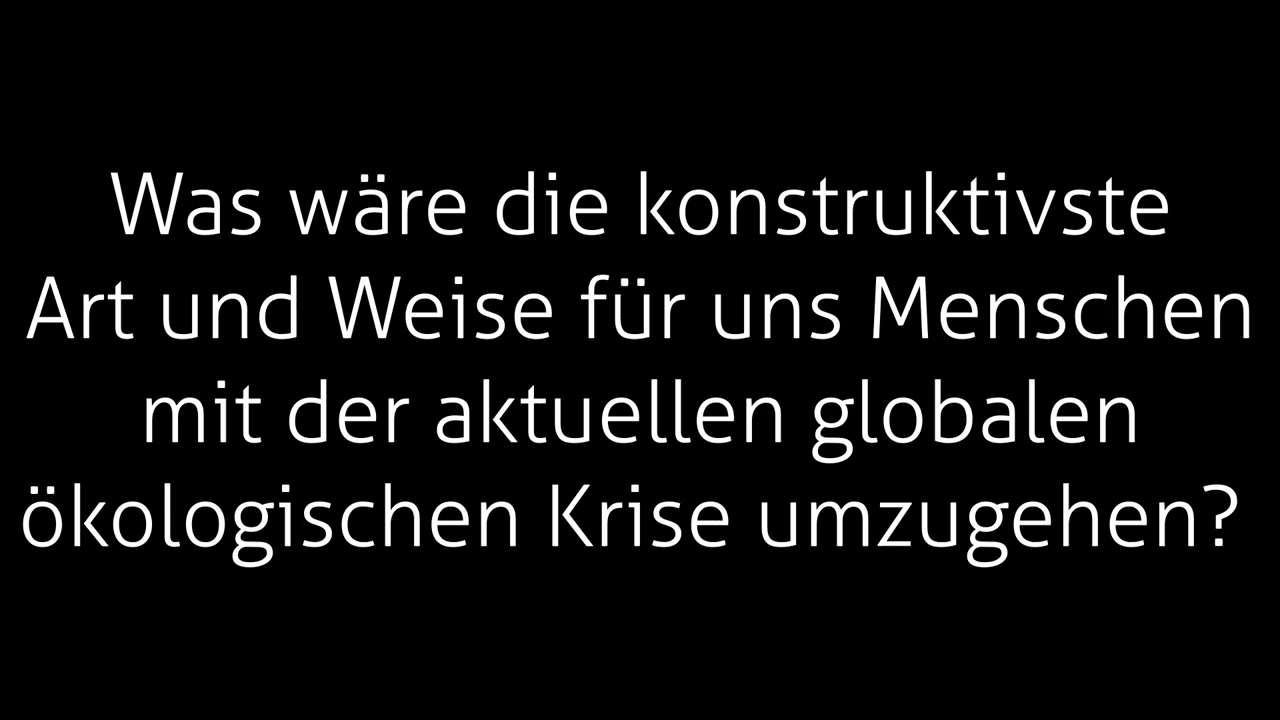 Was wäre die konstruktivste
Art und Weise für uns Menschen
mit der aktuellen globalen
ökologischen Krise umzugehen?